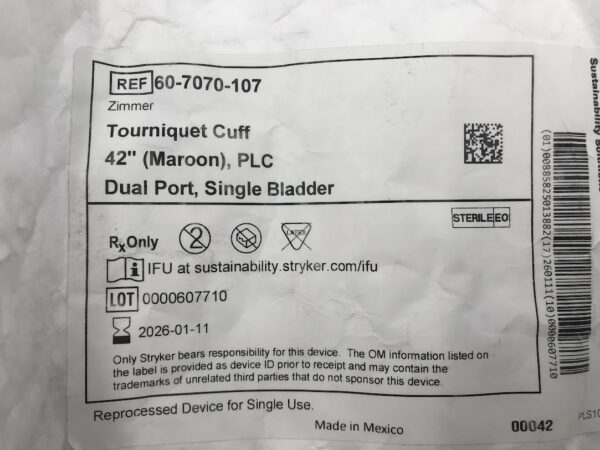 REF 60-7070-107
Zimmer
Tourniquet Cuff
42" (Maroon), PLC
Dual Port, Single Bladder
STERILE EO
Rx Only
2
LATEX
i IFU at sustainability.stryker.com/ifu
LOT 0000607710
2026-01-11
Only Stryker bears responsibility for this device. The OM information listed on
the label is provided as device ID prior to receipt and may contain the
trademarks of unrelated third parties that do not sponsor this device.
Reprocessed Device for Single Use.
Made in Mexico
00042
Sustainability Solutions
(01)00885825013882(17)260111(10)0000607710